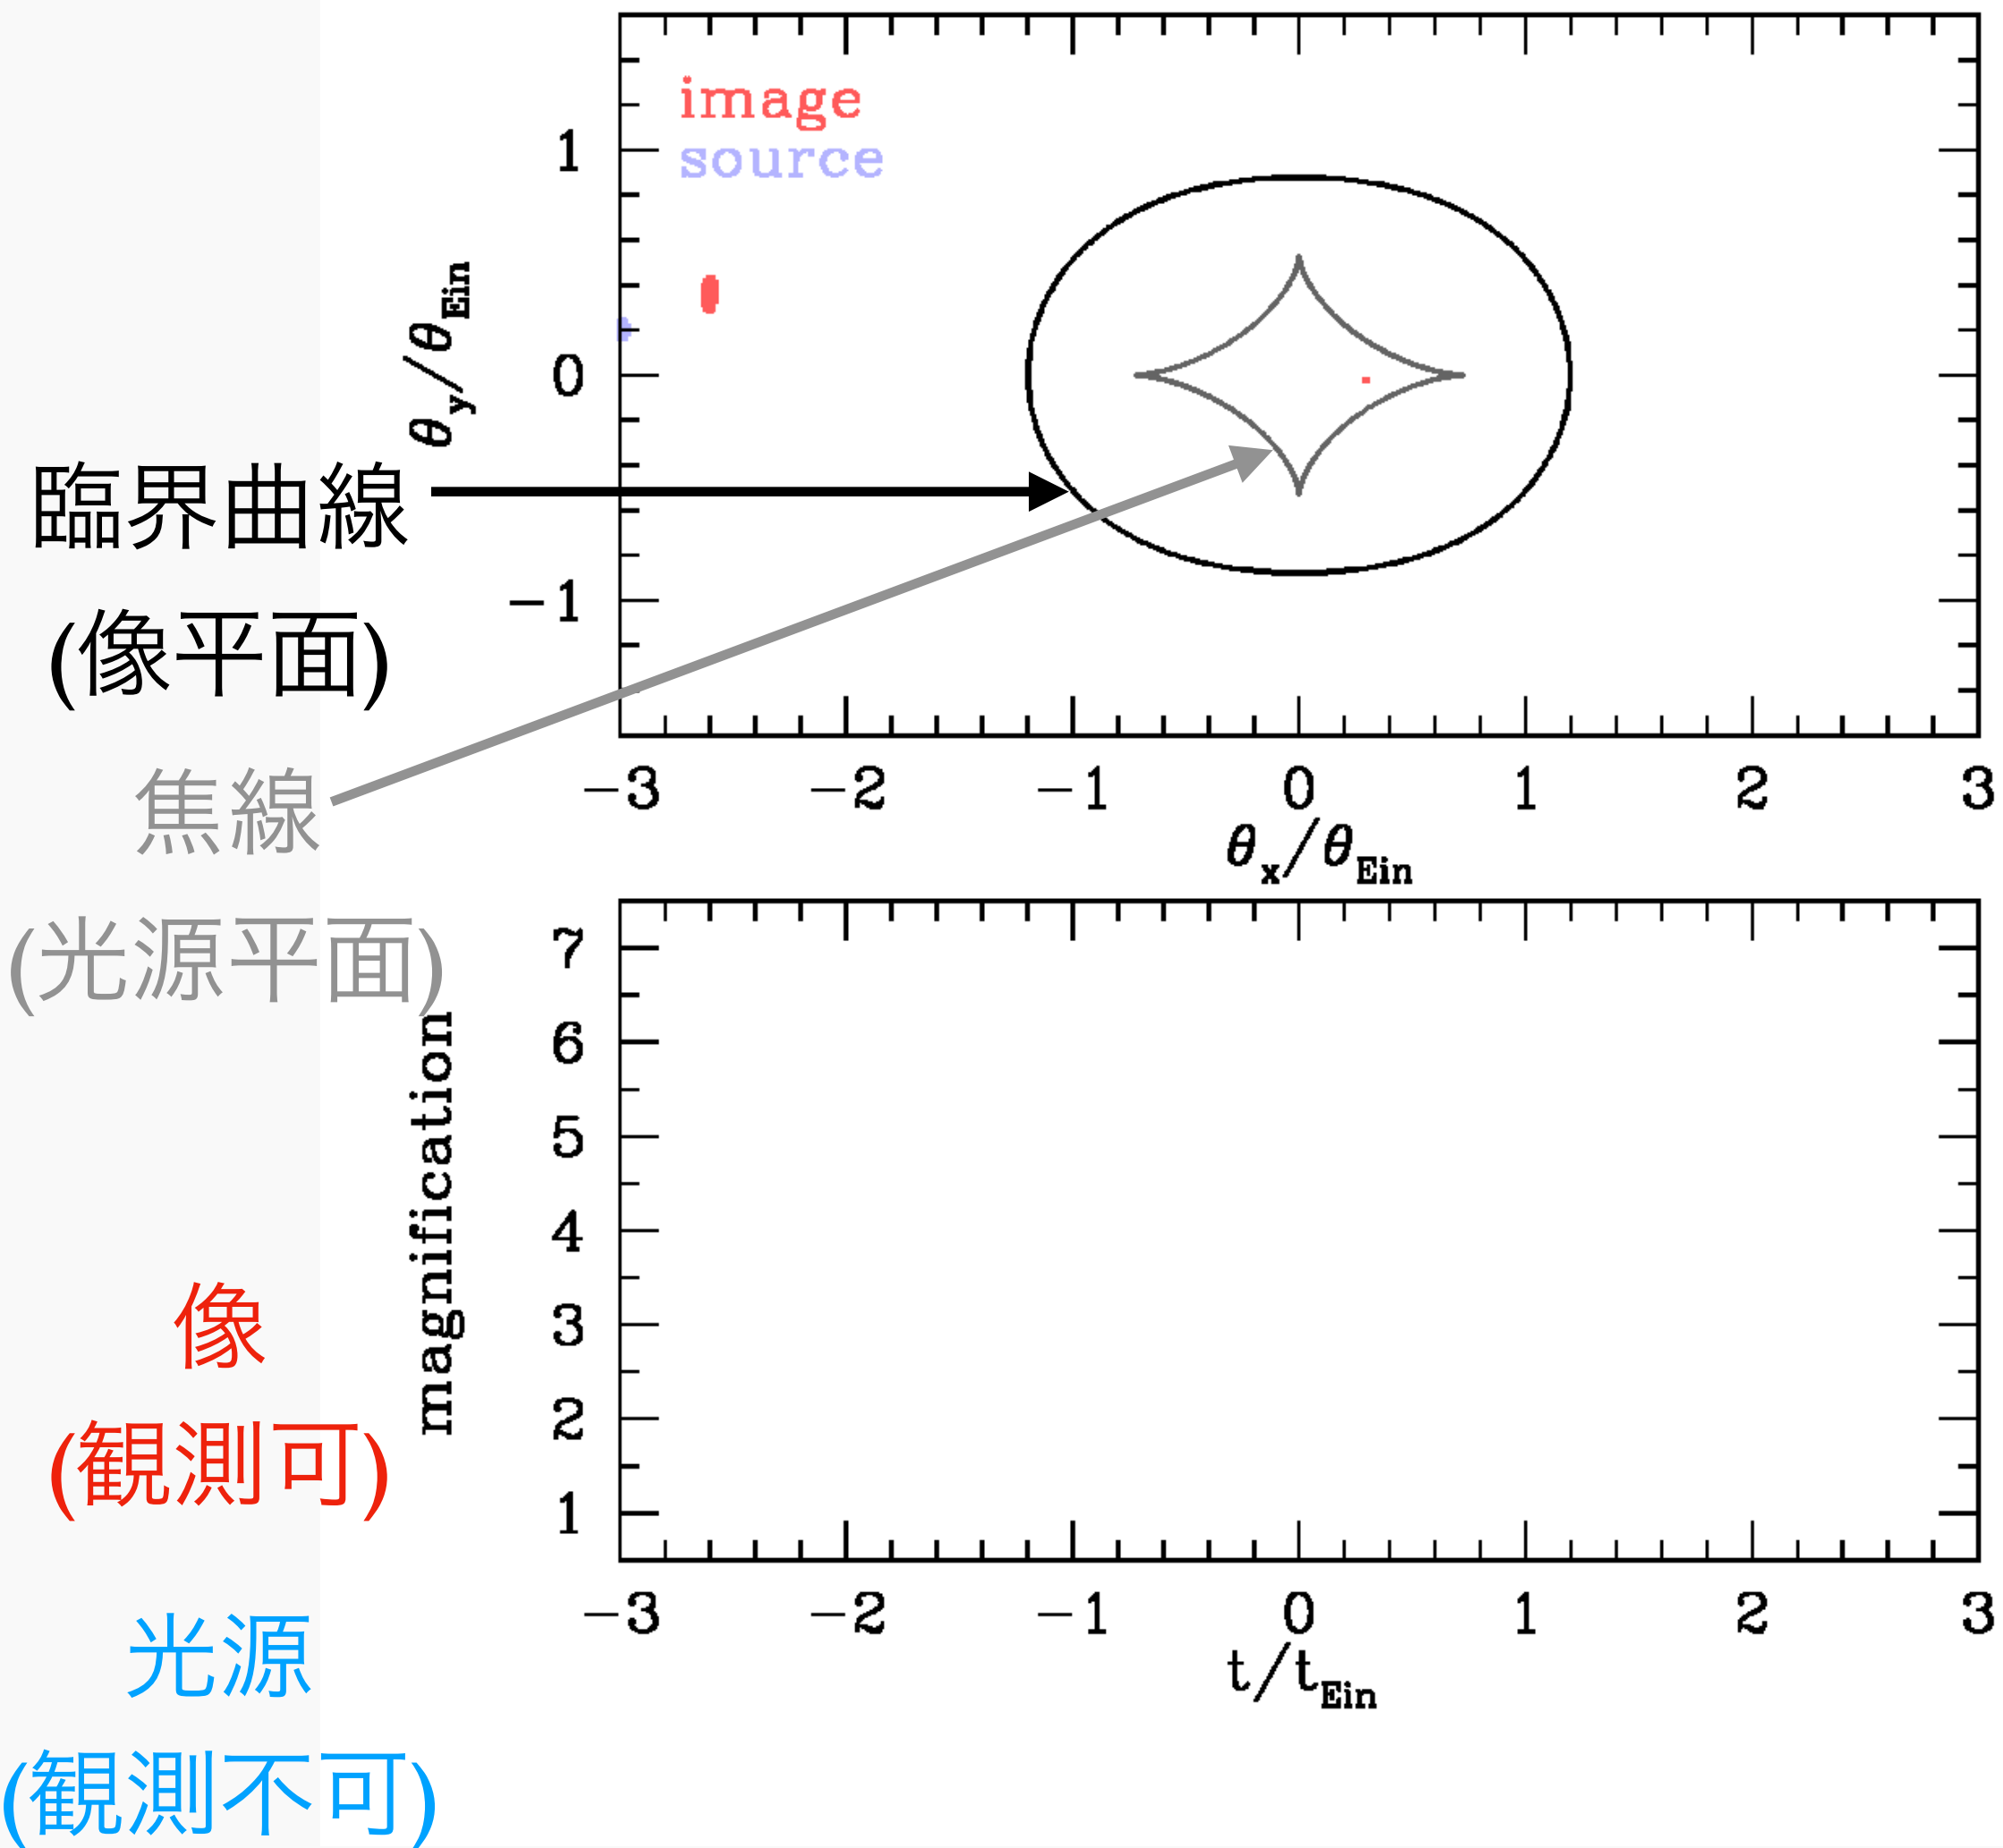 image
source
1
0
−1
θy/θEin
−3 −2 −1 0 1 2 3
θx/θEin
臨界曲線
(像平面)
焦線
(光源平面)
7
6
5
4
3
2
1
magnification
−3 −2 −1 0 1 2 3
t/tEin
像
(観測可)
光源
(観測不可)